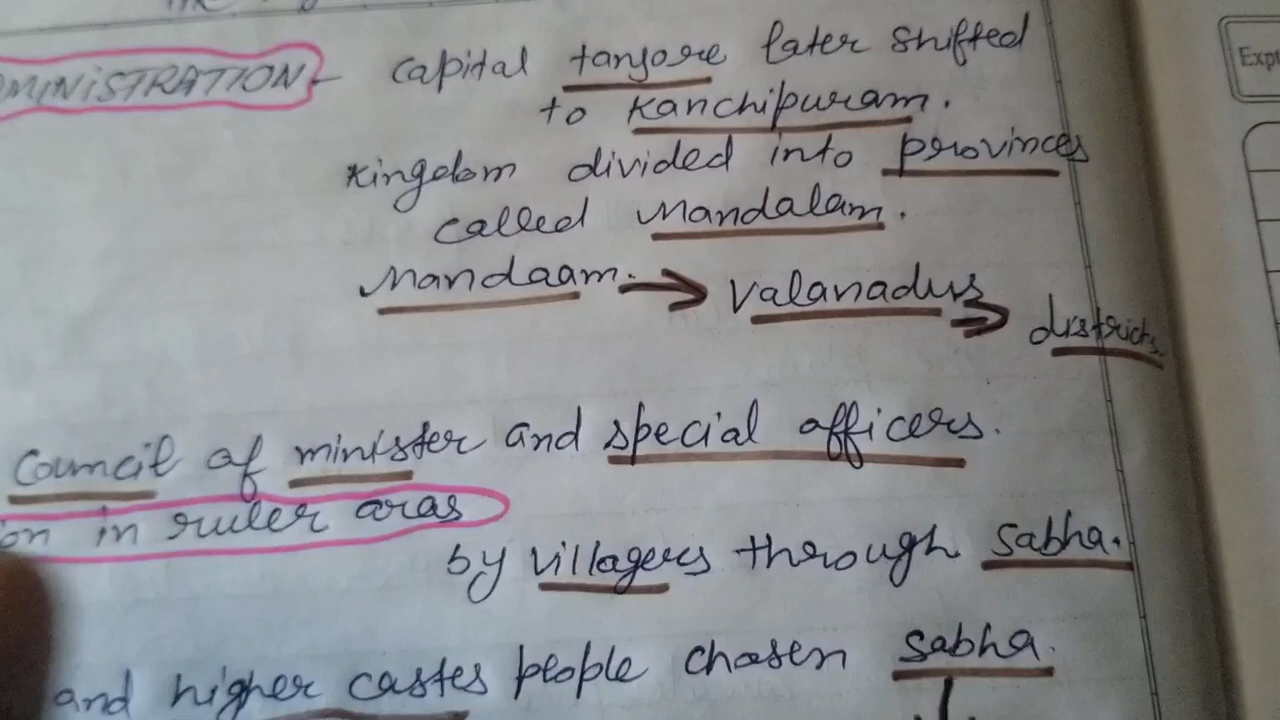 MINISTRATION - capital tanjore later shifted
to Kanchipuram.
Kingdom divided into provinces
called Mandalam.
Mandaam. → Valanadus → districts.
Council of minister and special officers.
on in ruler aras
by villagers through sabha.
and higher castes people chosen sabha.
Expe